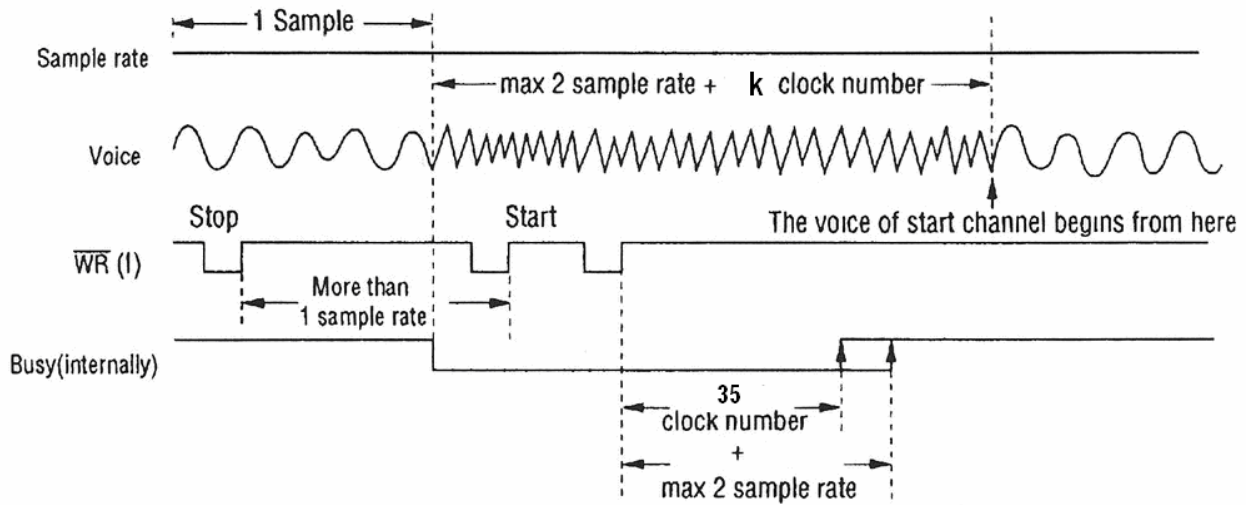 1 Sample
Sample rate
max 2 sample rate + k clock number
Voice
Stop
Start
The voice of start channel begins from here
WR (I)
More than
1 sample rate
Busy(internally)
35
clock number
+
max 2 sample rate